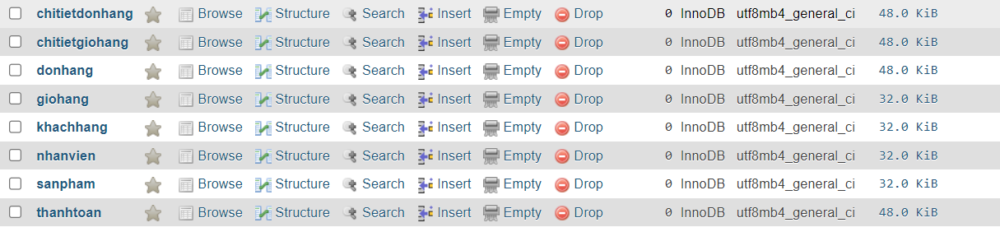 chitietdonhang Browse Structure Search Insert Empty Drop 0 InnoDB utf8mb4_general_ci 48.0 KiB
chitietgiohang Browse Structure Search Insert Empty Drop 0 InnoDB utf8mb4_general_ci 48.0 KiB
donhang Browse Structure Search Insert Empty Drop 0 InnoDB utf8mb4_general_ci 48.0 KiB
giohang Browse Structure Search Insert Empty Drop 0 InnoDB utf8mb4_general_ci 32.0 KiB
khachhang Browse Structure Search Insert Empty Drop 0 InnoDB utf8mb4_general_ci 32.0 KiB
nhanvien Browse Structure Search Insert Empty Drop 0 InnoDB utf8mb4_general_ci 32.0 KiB
sanpham Browse Structure Search Insert Empty Drop 0 InnoDB utf8mb4_general_ci 32.0 KiB
thanhtoan Browse Structure Search Insert Empty Drop 0 InnoDB utf8mb4_general_ci 48.0 KiB